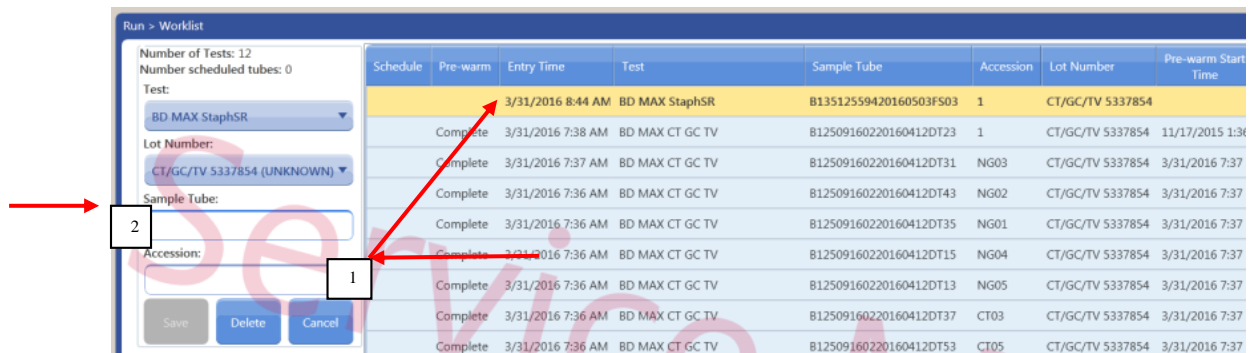 Run > Worklist
Number of Tests: 12
Number scheduled tubes: 0
Test:
BD MAX StaphSR
Lot Number:
CT/GC/TV 5337854 (UNKNOWN)
Sample Tube:
2
Accession:
1
Save Delete Cancel
Schedule Pre-warm Entry Time Test Sample Tube Accession Lot Number Pre-warm Start
Time
3/31/2016 8:44 AM BD MAX StaphSR B13512559420160503FS03 1 CT/GC/TV 5337854
Complete 3/31/2016 7:38 AM BD MAX CT GC TV B12509160220160412DT23 1 CT/GC/TV 5337854 11/17/2015 1:36
Complete 3/31/2016 7:37 AM BD MAX CT GC TV B12509160220160412DT31 NG03 CT/GC/TV 5337854 3/31/2016 7:37
Complete 3/31/2016 7:36 AM BD MAX CT GC TV B12509160220160412DT43 NG02 CT/GC/TV 5337854 3/31/2016 7:37
Complete 3/31/2016 7:36 AM BD MAX CT GC TV B12509160220160412DT35 NG01 CT/GC/TV 5337854 3/31/2016 7:37
Complete 3/31/2016 7:36 AM BD MAX CT GC TV B12509160220160412DT15 NG04 CT/GC/TV 5337854 3/31/2016 7:37
Complete 3/31/2016 7:36 AM BD MAX CT GC TV B12509160220160412DT13 NG05 CT/GC/TV 5337854 3/31/2016 7:37
Complete 3/31/2016 7:36 AM BD MAX CT GC TV B12509160220160412DT37 CT03 CT/GC/TV 5337854 3/31/2016 7:37
Complete 3/31/2016 7:36 AM BD MAX CT GC TV B12509160220160412DT53 CT05 CT/GC/TV 5337854 3/31/2016 7:37
Service